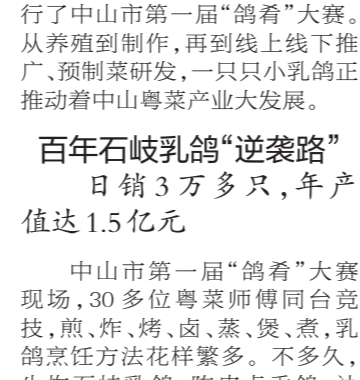 行了中山市第一届“鸽肴”大赛。
从养殖到制作,再到线上线下推
广、预制菜研发,一只只小乳鸽正
推动着中山粤菜产业大发展。
百年石岐乳鸽“逆袭路”
日销3万多只,年产
值达1.5亿元
中山市第一届“鸽肴”大赛
现场,30多位粤菜师傅同台竞
技,煎、炸、烤、卤、蒸、煲、煮,乳
鸽烹饪方法花样繁多。不多久,